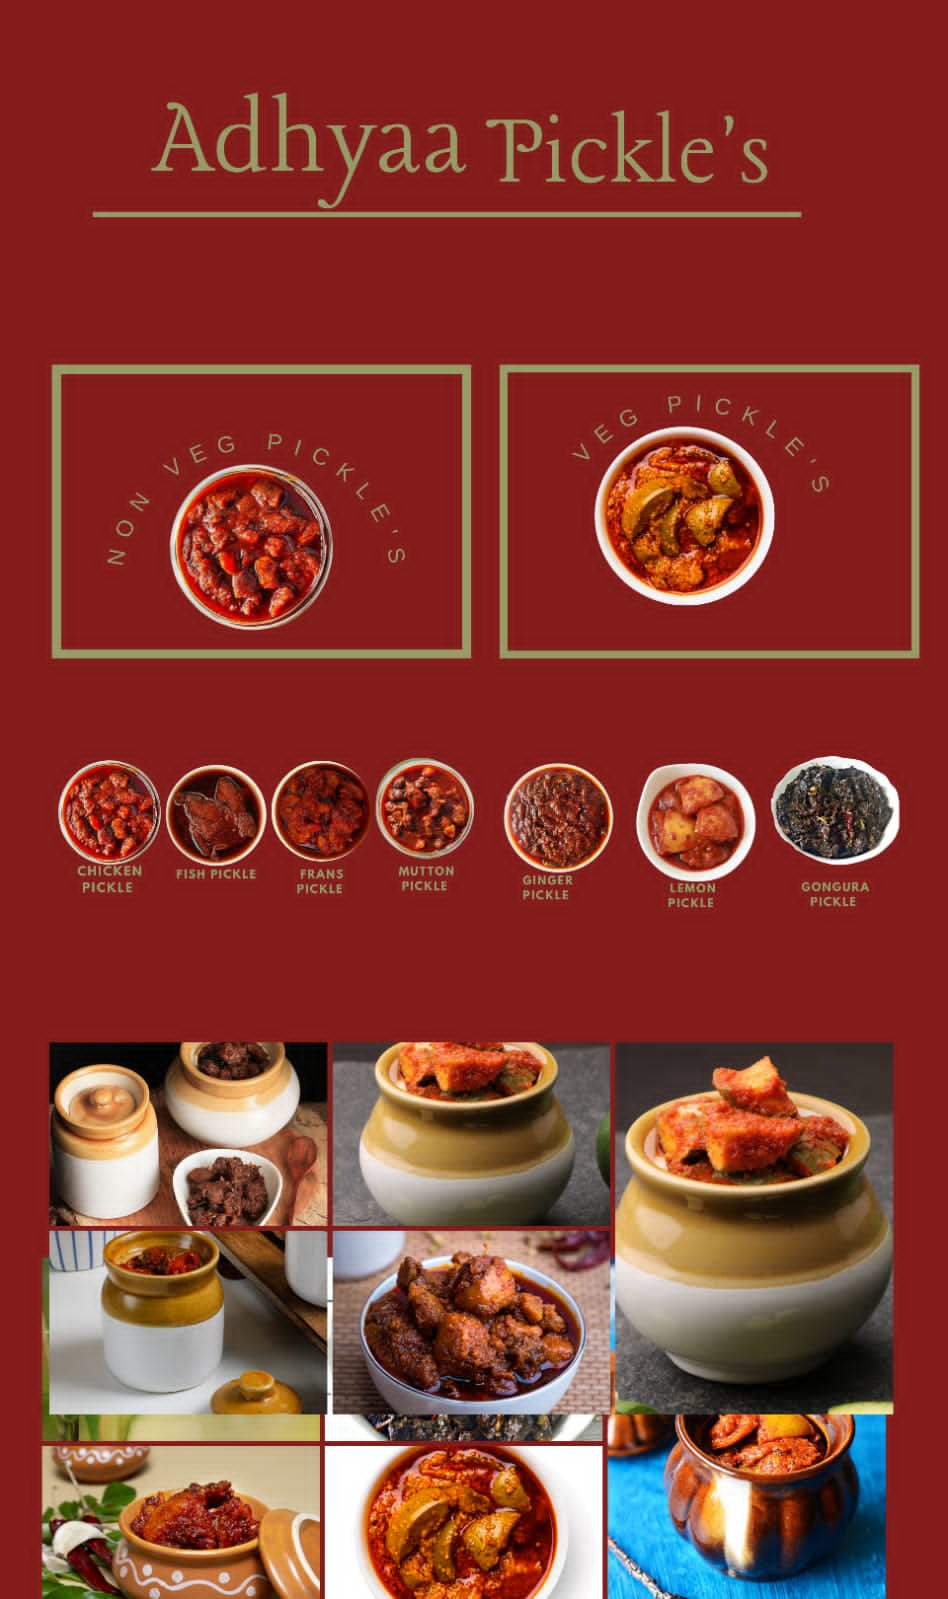 Adhyaa Pickle's
NON VEG PICKLE'S
VEG PICKLE'S
CHICKEN
PICKLE
FISH PICKLE
FRANS
PICKLE
MUTTON
PICKLE
GINGER
PICKLE
LEMON
PICKLE
GONGURA
PICKLE